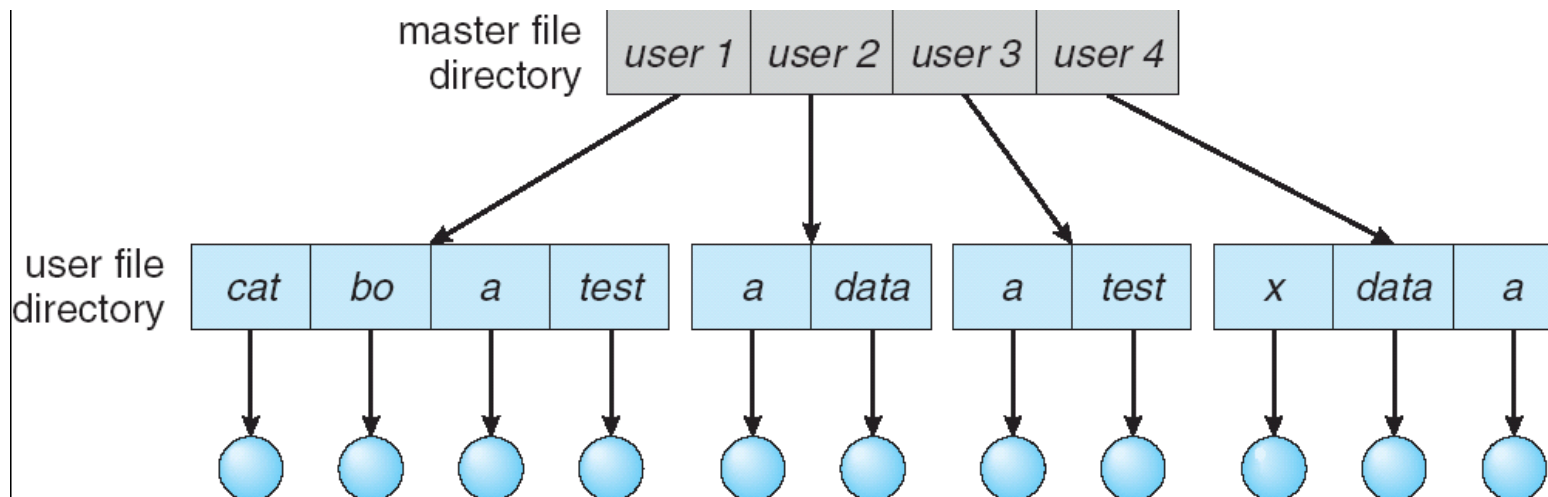 master file
directory
user 1 user 2 user 3 user 4
user file
directory
cat bo a test a data a test x data a